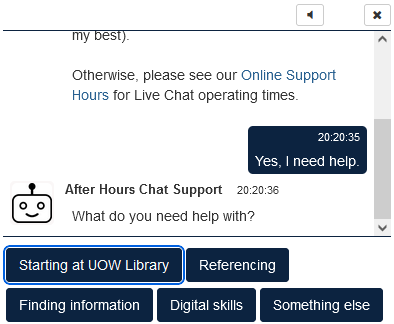 my best).
Otherwise, please see our Online Support
Hours for Live Chat operating times.
20:20:35
Yes, I need help.
After Hours Chat Support 20:20:36
What do you need help with?
Starting at UOW Library Referencing
Finding information Digital skills Something else